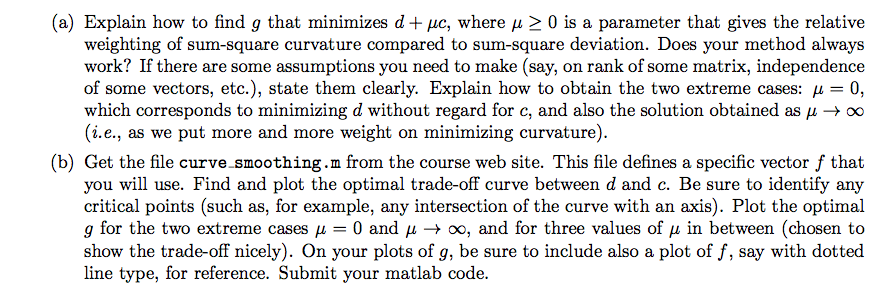 (a) Explain how to find g that minimizes d + μc, where μ ≥ 0 is a parameter that gives the relative
weighting of sum-square curvature compared to sum-square deviation. Does your method always
work? If there are some assumptions you need to make (say, on rank of some matrix, independence
of some vectors, etc.), state them clearly. Explain how to obtain the two extreme cases: μ = 0,
which corresponds to minimizing d without regard for c, and also the solution obtained as μ → ∞
(i.e., as we put more and more weight on minimizing curvature).
(b) Get the file curve_smoothing.m from the course web site. This file defines a specific vector f that
you will use. Find and plot the optimal trade-off curve between d and c. Be sure to identify any
critical points (such as, for example, any intersection of the curve with an axis). Plot the optimal
g for the two extreme cases μ = 0 and μ → ∞, and for three values of μ in between (chosen to
show the trade-off nicely). On your plots of g, be sure to include also a plot of f, say with dotted
line type, for reference. Submit your matlab code.